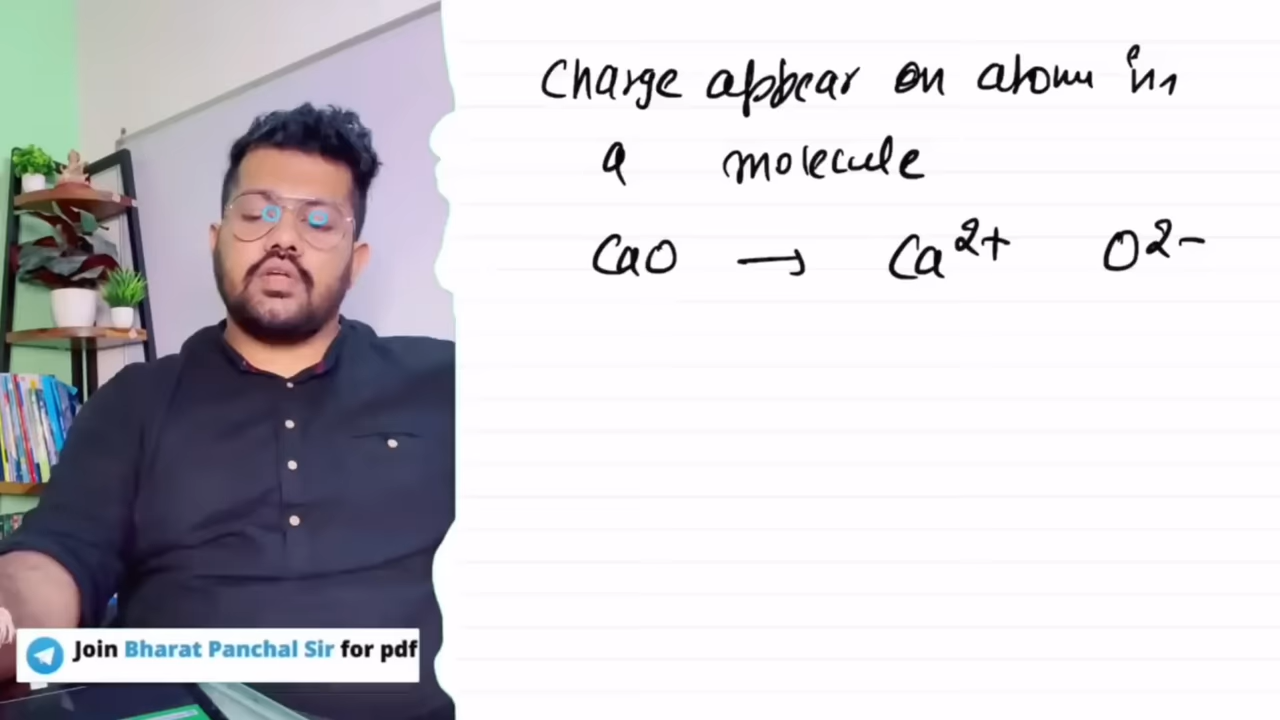 Charge appear on atom in
a molecule
CaO → Ca²⁺ O²⁻
Join Bharat Panchal Sir for pdf